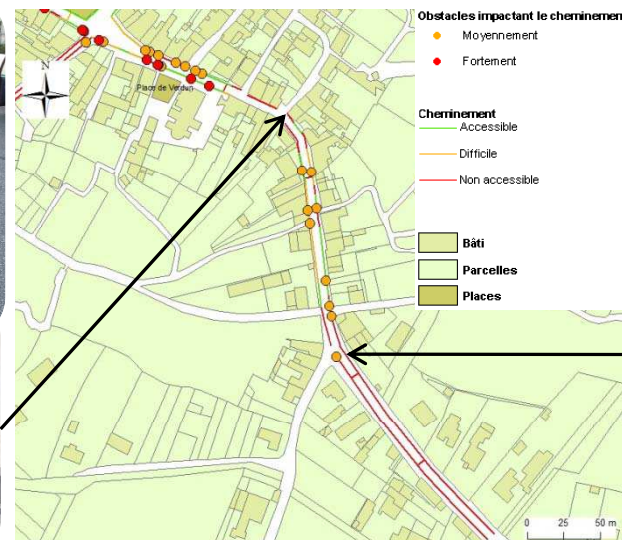 Obstacles impactant le cheminemen
Moyennement
Fortement
Place de Verdun
Cherminement
Accessible
Difficile
Non accessible
Bâti
Parcelles
Places
0 25 50 m